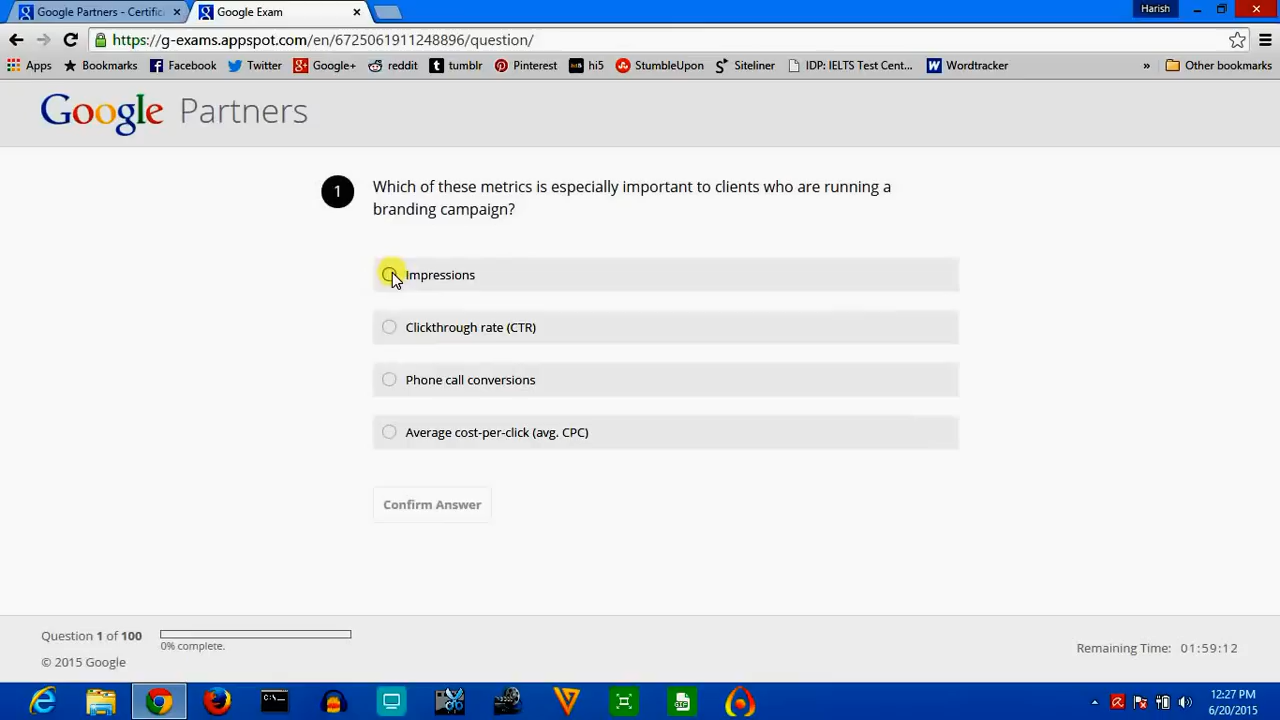 Google Partners - Certific
Google Exam
Harish
https://g-exams.appspot.com/en/6725061911248896/question/
Apps
Bookmarks
Facebook
Twitter
Google+
reddit
tumblr
Pinterest
hi5
StumbleUpon
Siteliner
IDP: IELTS Test Cent...
Wordtracker
»
Other bookmarks
Google Partners
1
Which of these metrics is especially important to clients who are running a
branding campaign?
Impressions
Clickthrough rate (CTR)
Phone call conversions
Average cost-per-click (avg. CPC)
Confirm Answer
Question 1 of 100
0% complete.
Remaining Time: 01:59:12
© 2015 Google
12:27 PM
6/20/2015